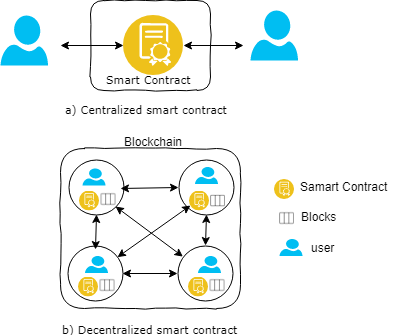 Smart Contract
a) Centralized smart contract
Blockchain
Samart Contract
Blocks
user
b) Decentralized smart contract